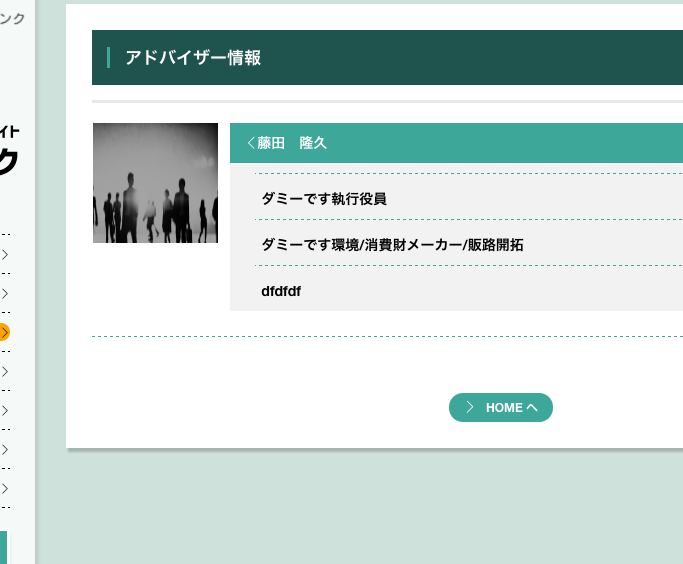 ンク
イト
ク
アドバイザー情報
藤田　隆久
ダミーです執行役員
ダミーです環境/消費財メーカー/販路開拓
dfdfdf
HOME へ